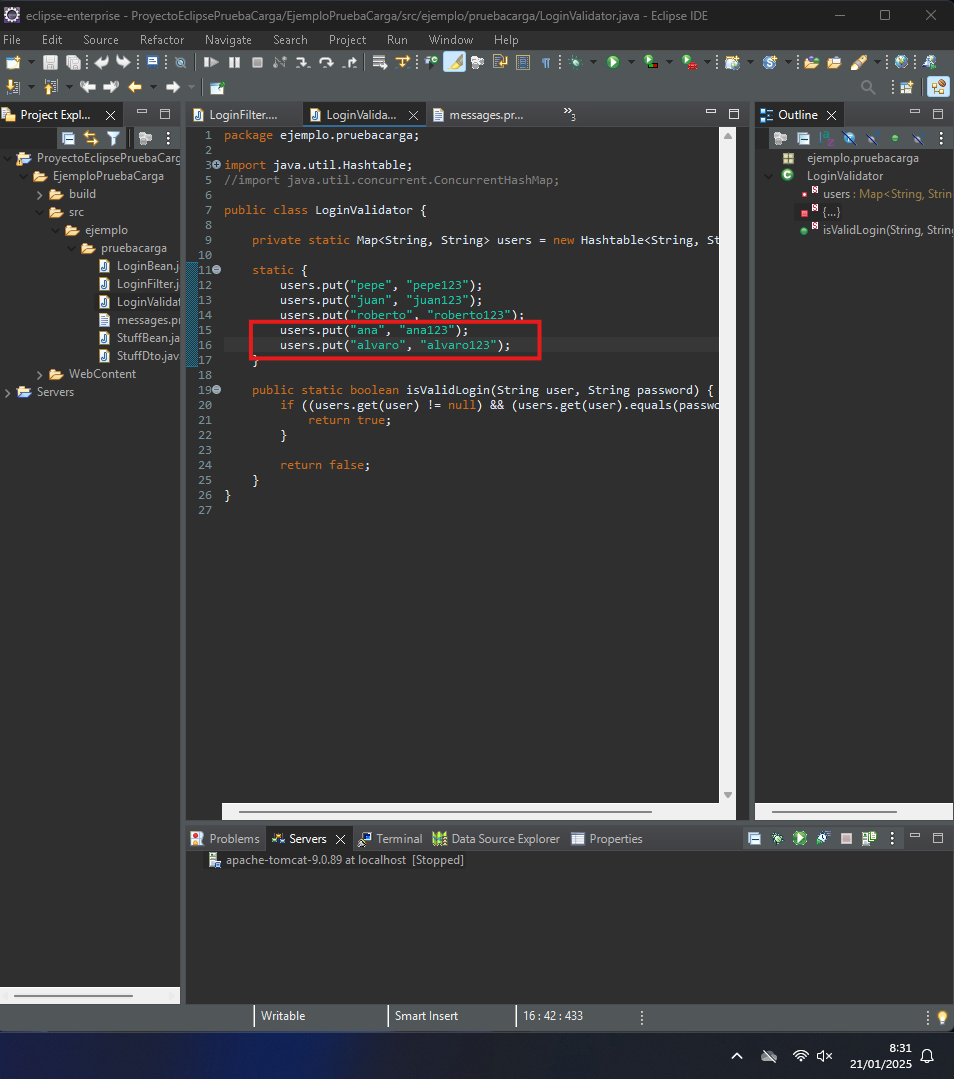 eclipse-enterprise - ProyectoEclipsePruebaCarga/EjemploPruebaCarga/src/ejemplo/pruebacarga/LoginValidator.java - Eclipse IDE
File Edit Source Refactor Navigate Search Project Run Window Help
Project Expl...
ProyectoEclipsePruebaCarg
EjemploPruebaCarga
build
src
ejemplo
pruebacarga
LoginBean.j
LoginFilter.j
LoginValidat
messages.pr
StuffBean.ja
StuffDto.jav
WebContent
Servers
LoginFilter....
LoginValida...
messages.pr...
»3
1 package ejemplo.pruebacarga;
2
3 import java.util.Hashtable;
5 //import java.util.concurrent.ConcurrentHashMap;
6
7 public class LoginValidator {
8
9 private static Map<String, String> users = new Hashtable<String, St
10
11 static {
12 users.put("pepe", "pepe123");
13 users.put("juan", "juan123");
14 users.put("roberto", "roberto123");
15 users.put("ana", "ana123");
16 users.put("alvaro", "alvaro123");
17 }
18
19 public static boolean isValidLogin(String user, String password) {
20 if ((users.get(user) != null) && (users.get(user).equals(passwo
21 return true;
22 }
23
24 return false;
25 }
26 }
27
Outline
ejemplo.pruebacarga
LoginValidator
users : Map<String, Strin
{...}
isValidLogin(String, String
Problems Servers Terminal Data Source Explorer Properties
apache-tomcat-9.0.89 at localhost [Stopped]
Writable Smart Insert 16 : 42 : 433
8:31
21/01/2025